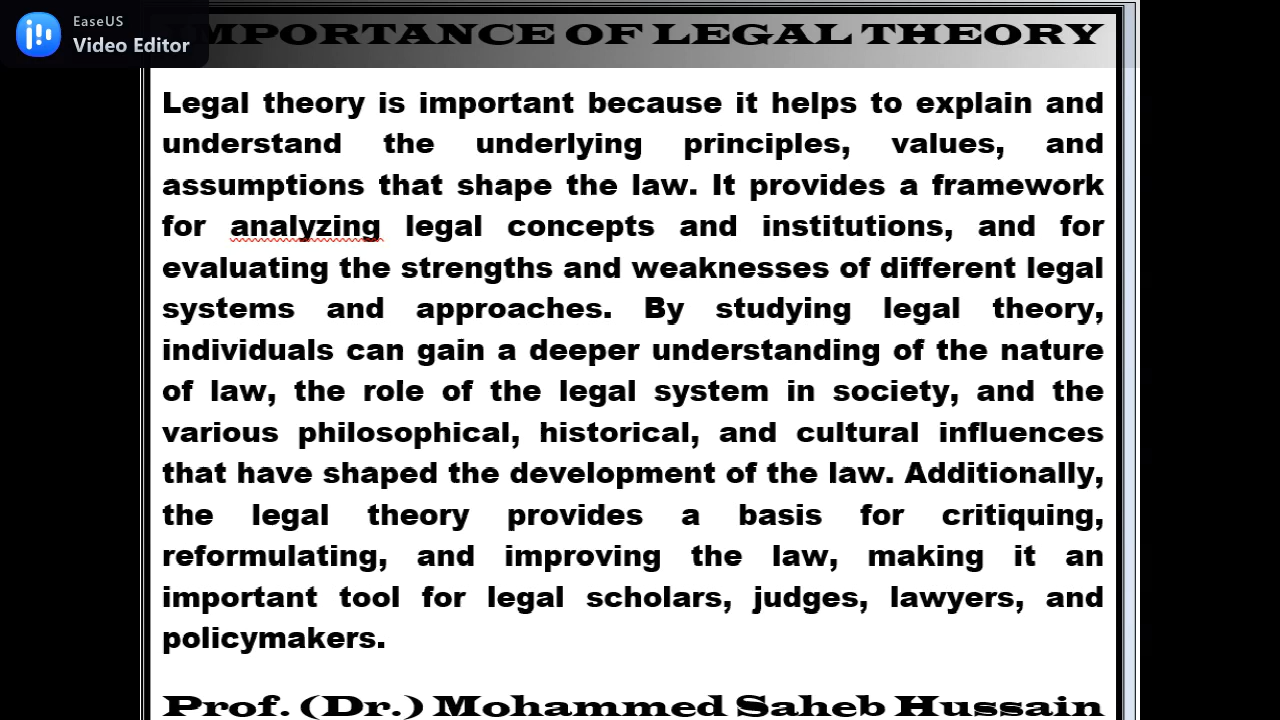 EaseUS
Video Editor
IMPORTANCE OF LEGAL THEORY
Legal theory is important because it helps to explain and
understand the underlying principles, values, and
assumptions that shape the law. It provides a framework
for analyzing legal concepts and institutions, and for
evaluating the strengths and weaknesses of different legal
systems and approaches. By studying legal theory,
individuals can gain a deeper understanding of the nature
of law, the role of the legal system in society, and the
various philosophical, historical, and cultural influences
that have shaped the development of the law. Additionally,
the legal theory provides a basis for critiquing,
reformulating, and improving the law, making it an
important tool for legal scholars, judges, lawyers, and
policymakers.
Prof. (Dr.) Mohammed Saheb Hussain